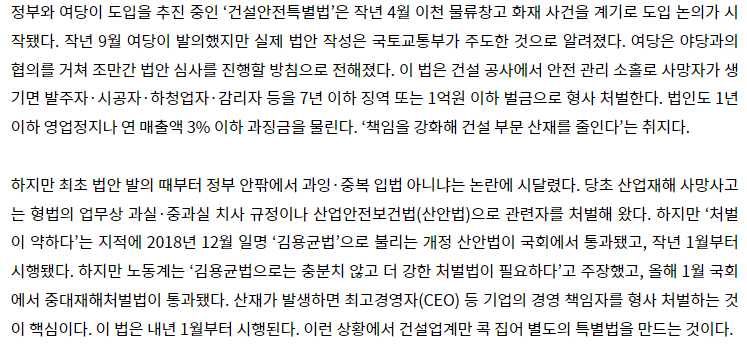 정부와 여당이 도입을 추진 중인 ‘건설안전특별법’은 작년 4월 이천 물류창고 화재 사건을 계기로 도입 논의가 시
작됐다. 작년 9월 여당이 발의했지만 실제 법안 작성은 국토교통부가 주도한 것으로 알려졌다. 여당은 야당과의
협의를 거쳐 조만간 법안 심사를 진행할 방침으로 전해졌다. 이 법은 건설 공사에서 안전 관리 소홀로 사망자가 생
기면 발주자·시공자·하청업자·감리자 등을 7년 이하 징역 또는 1억원 이하 벌금으로 형사 처벌한다. 법인도 1년
이하 영업정지나 연 매출액 3% 이하 과징금을 물린다. ‘책임을 강화해 건설 부문 산재를 줄인다’는 취지다.
하지만 최초 법안 발의 때부터 정부 안팎에서 과잉·중복 입법 아니냐는 논란에 시달렸다. 당초 산업재해 사망사고
는 형법의 업무상 과실·중과실 치사 규정이나 산업안전보건법(산안법)으로 관련자를 처벌해 왔다. 하지만 ‘처벌
이 약하다’는 지적에 2018년 12월 일명 ‘김용균법’으로 불리는 개정 산안법이 국회에서 통과됐고, 작년 1월부터
시행됐다. 하지만 노동계는 ‘김용균법으로는 충분치 않고 더 강한 처벌법이 필요하다’고 주장했고, 올해 1월 국회
에서 중대재해처벌법이 통과됐다. 산재가 발생하면 최고경영자(CEO) 등 기업의 경영 책임자를 형사 처벌하는 것
이 핵심이다. 이 법은 내년 1월부터 시행된다. 이런 상황에서 건설업계만 콕 집어 별도의 특별법을 만드는 것이다.